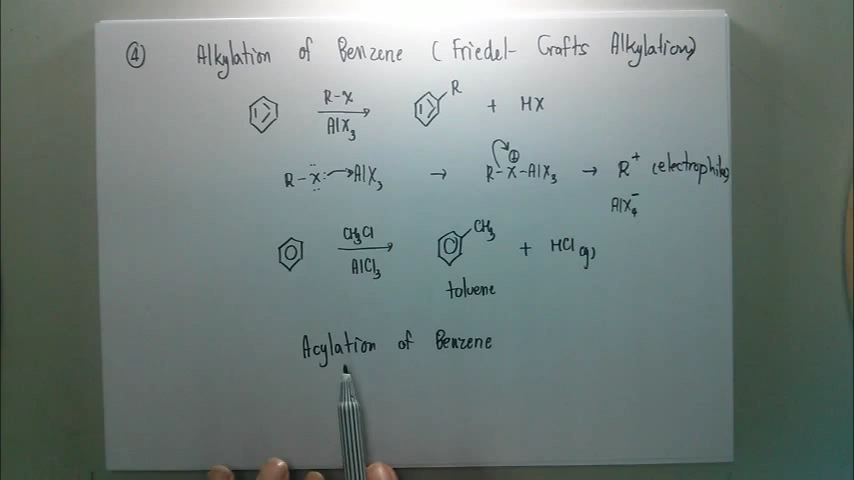 ④ Alkylation of Benzene (Friedel-Crafts Alkylation)
R-X
AlX₃
R
+ HX
R-X: → AlX₃ → R-X-AlX₃ → R⁺ (electrophile)
⊕
AlX₄⁻
CH₃Cl
AlCl₃
CH₃
+ HCl(g)
toluene
Acylation of Benzene